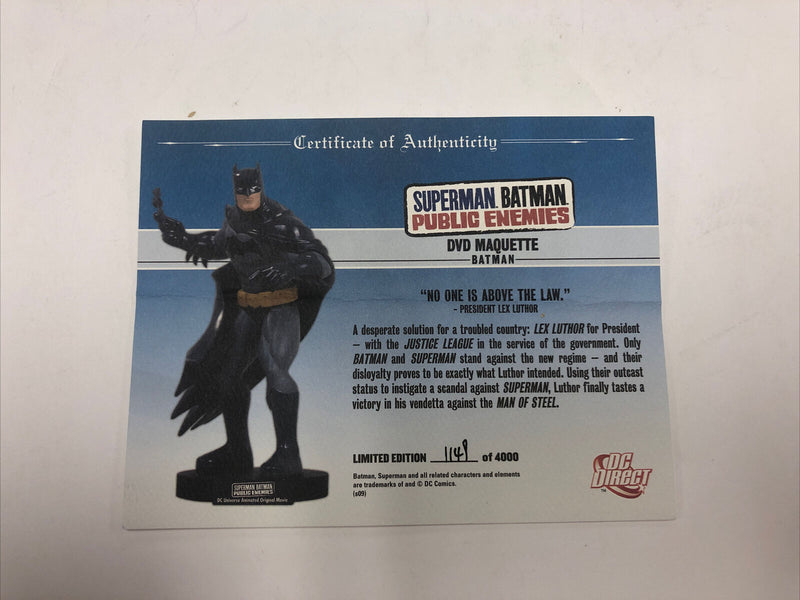 Certificate of Authenticity
SUPERMAN BATMAN
PUBLIC ENEMIES
DVD MAQUETTE
BATMAN
"NO ONE IS ABOVE THE LAW."
- PRESIDENT LEX LUTHOR
A desperate solution for a troubled country: LEX LUTHOR for President
– with the JUSTICE LEAGUE in the service of the government. Only
BATMAN and SUPERMAN stand against the new regime – and their
disloyalty proves to be exactly what Luthor intended. Using their outcast
status to instigate a scandal against SUPERMAN, Luthor finally tastes a
victory in his vendetta against the MAN OF STEEL.
LIMITED EDITION 1149 of 4000
Batman, Superman and all related characters and elements
are trademarks of and © DC Comics.
(s09)
DC
DIRECT
™
SUPERMAN BATMAN
PUBLIC ENEMIES
DC Universe Animated Original Movie